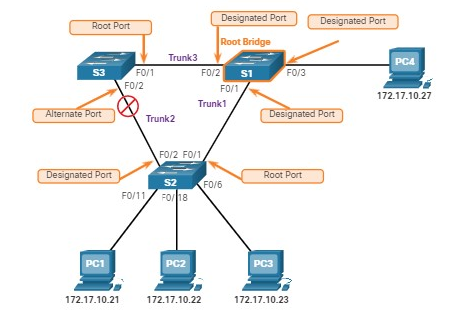 Root Port
Designated Port
Designated Port
Root Bridge
Trunk3
S3
F0/1
F0/2
S1
F0/3
PC4
F0/2
F0/1
172.17.10.27
Alternate Port
Trunk2
Trunk1
Designated Port
F0/2 F0/1
Designated Port
S2
Root Port
F0/11
F0/18
F0/6
PC1
PC2
PC3
172.17.10.21
172.17.10.22
172.17.10.23